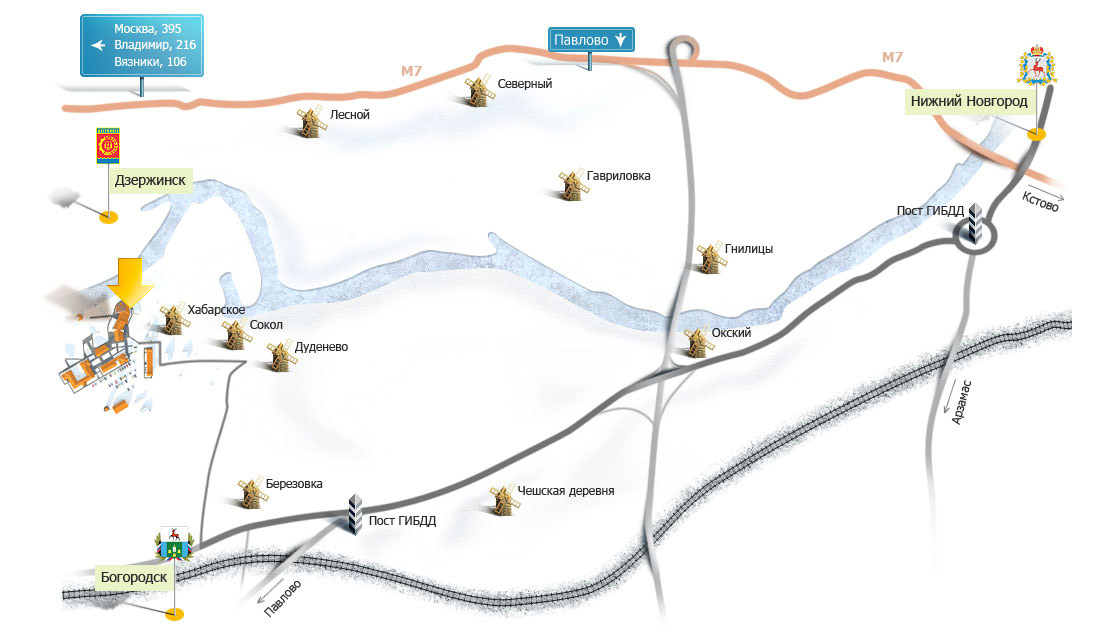 Москва, 395
Владимир, 216
Вязники, 106
Павлово
М7
М7
Северный
Лесной
Нижний Новгород
Дзержинск
Гавриловка
Кстово
Пост ГИБДД
Гнилицы
Хабарское
Сокол
Дуденево
Окский
Арзамас
Березовка
Чешская деревня
Пост ГИБДД
Богородск
Павлово